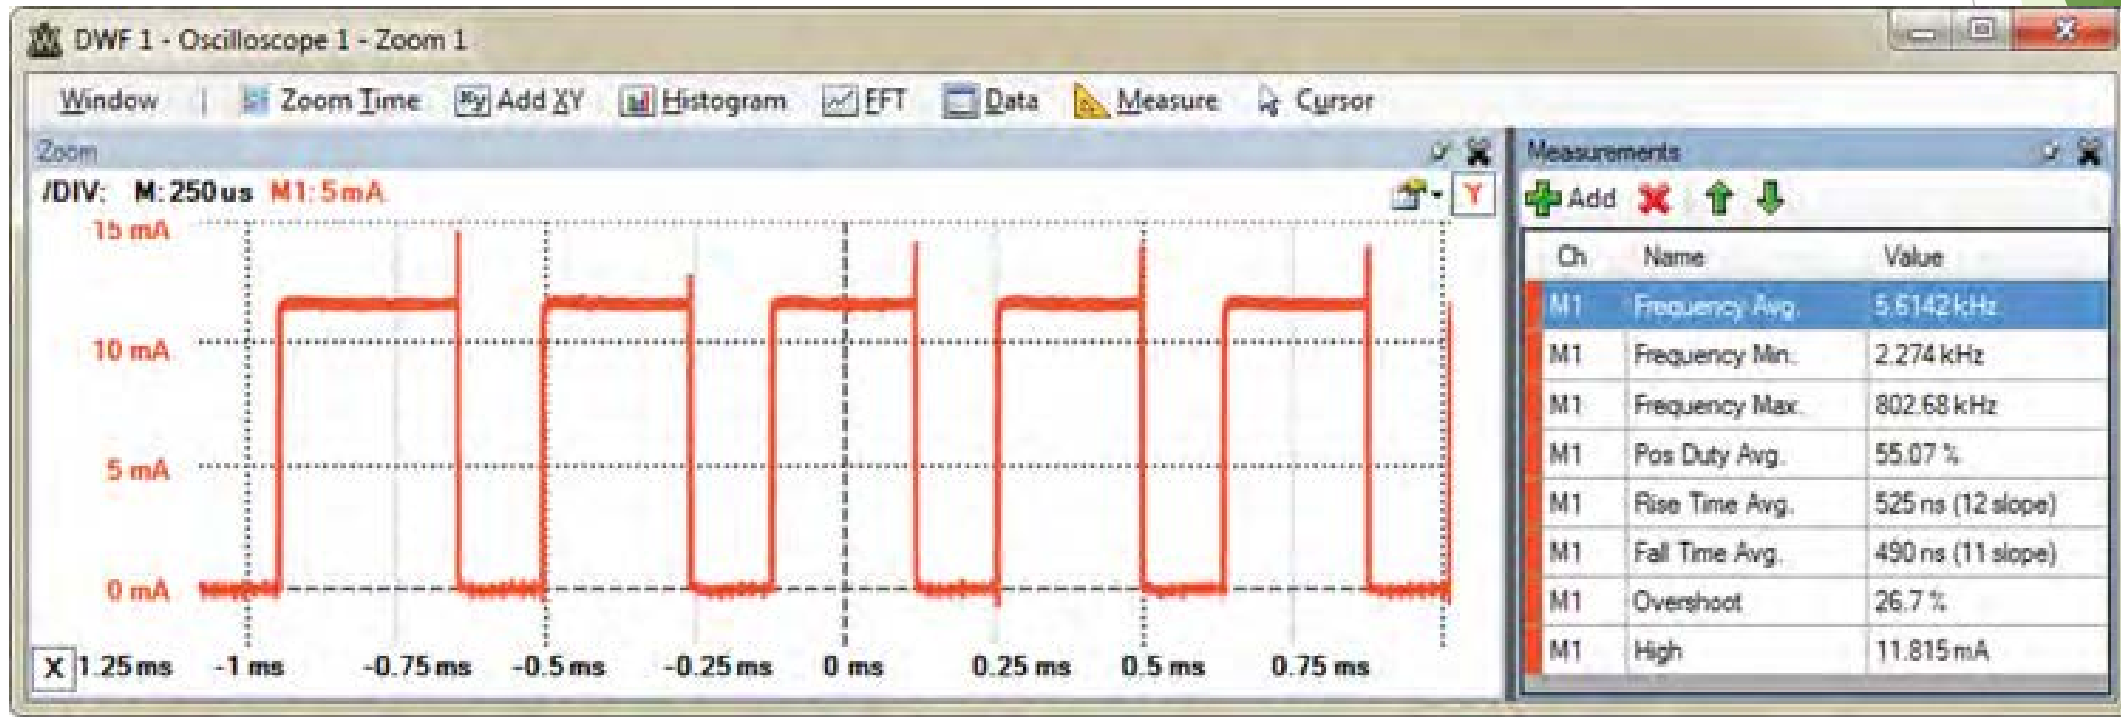 DWF 1 - Oscilloscope 1 - Zoom 1
Window Zoom Time Add XY Histogram FFT Data Measure Cursor
Zoom
/DIV: M: 250 us M1: 5 mA
Y
15 mA
10 mA
5 mA
0 mA
X 1.25 ms -1 ms -0.75 ms -0.5 ms -0.25 ms 0 ms 0.25 ms 0.5 ms 0.75 ms
Measurements
Add
Ch Name Value
M1 Frequency Avg. 5.6142 kHz
M1 Frequency Min. 2.274 kHz
M1 Frequency Max. 802.68 kHz
M1 Pos Duty Avg. 55.07 %
M1 Rise Time Avg. 525 ns (12 slope)
M1 Fall Time Avg. 490 ns (11 slope)
M1 Overshoot 26.7 %
M1 High 11.815 mA